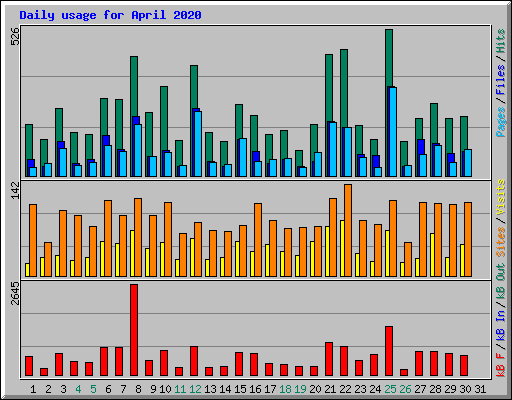 Daily usage for April 2020
526
142
2645
Pages / Files / Hits
Sites / Visits
kB F / kB In / kB Out
1 2 3 4 5 6 7 8 9 10 11 12 13 14 15 16 17 18 19 20 21 22 23 24 25 26 27 28 29 30 31